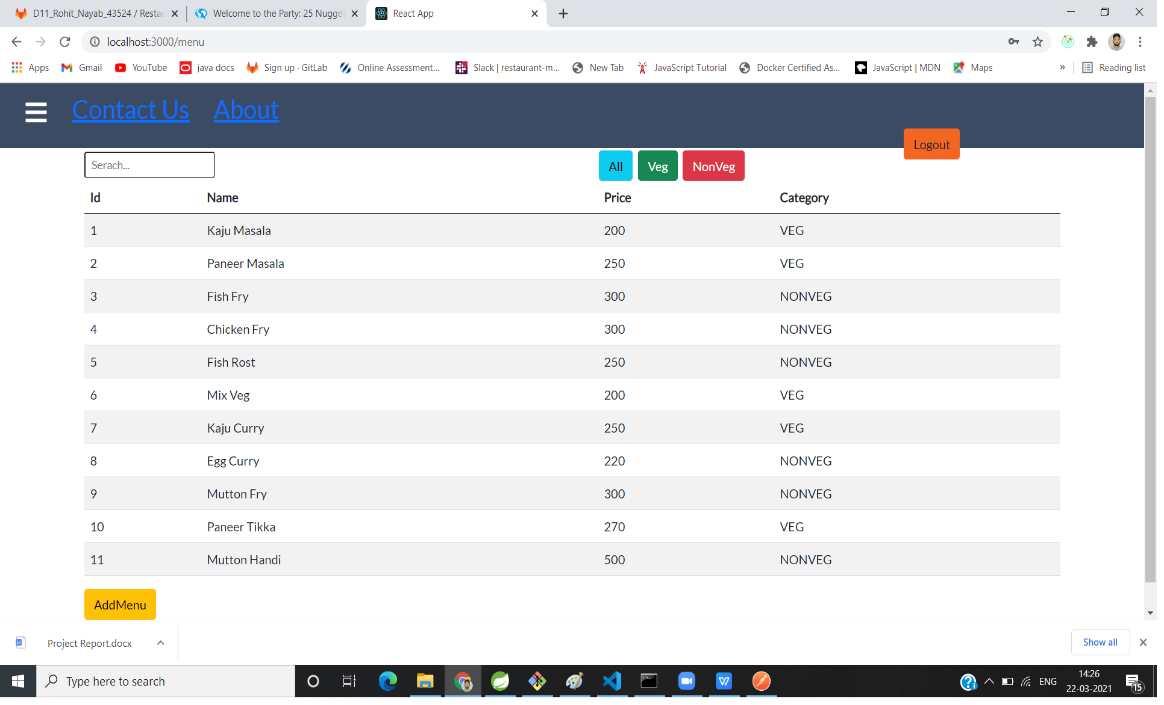 D11_Rohit_Nayab_43524 / Restau
Welcome to the Party: 25 Nugget
React App
localhost:3000/menu
Apps Gmail YouTube java docs Sign up · GitLab Online Assessment... Slack | restaurant-m... New Tab JavaScript Tutorial Docker Certified As... JavaScript | MDN Maps » Reading list
Contact Us About
Logout
Serach...
All Veg NonVeg
Id Name Price Category
1 Kaju Masala 200 VEG
2 Paneer Masala 250 VEG
3 Fish Fry 300 NONVEG
4 Chicken Fry 300 NONVEG
5 Fish Rost 250 NONVEG
6 Mix Veg 200 VEG
7 Kaju Curry 250 VEG
8 Egg Curry 220 NONVEG
9 Mutton Fry 300 NONVEG
10 Paneer Tikka 270 VEG
11 Mutton Handi 500 NONVEG
AddMenu
Project Report.docx
Show all
Type here to search
ENG
14:26
22-03-2021
15